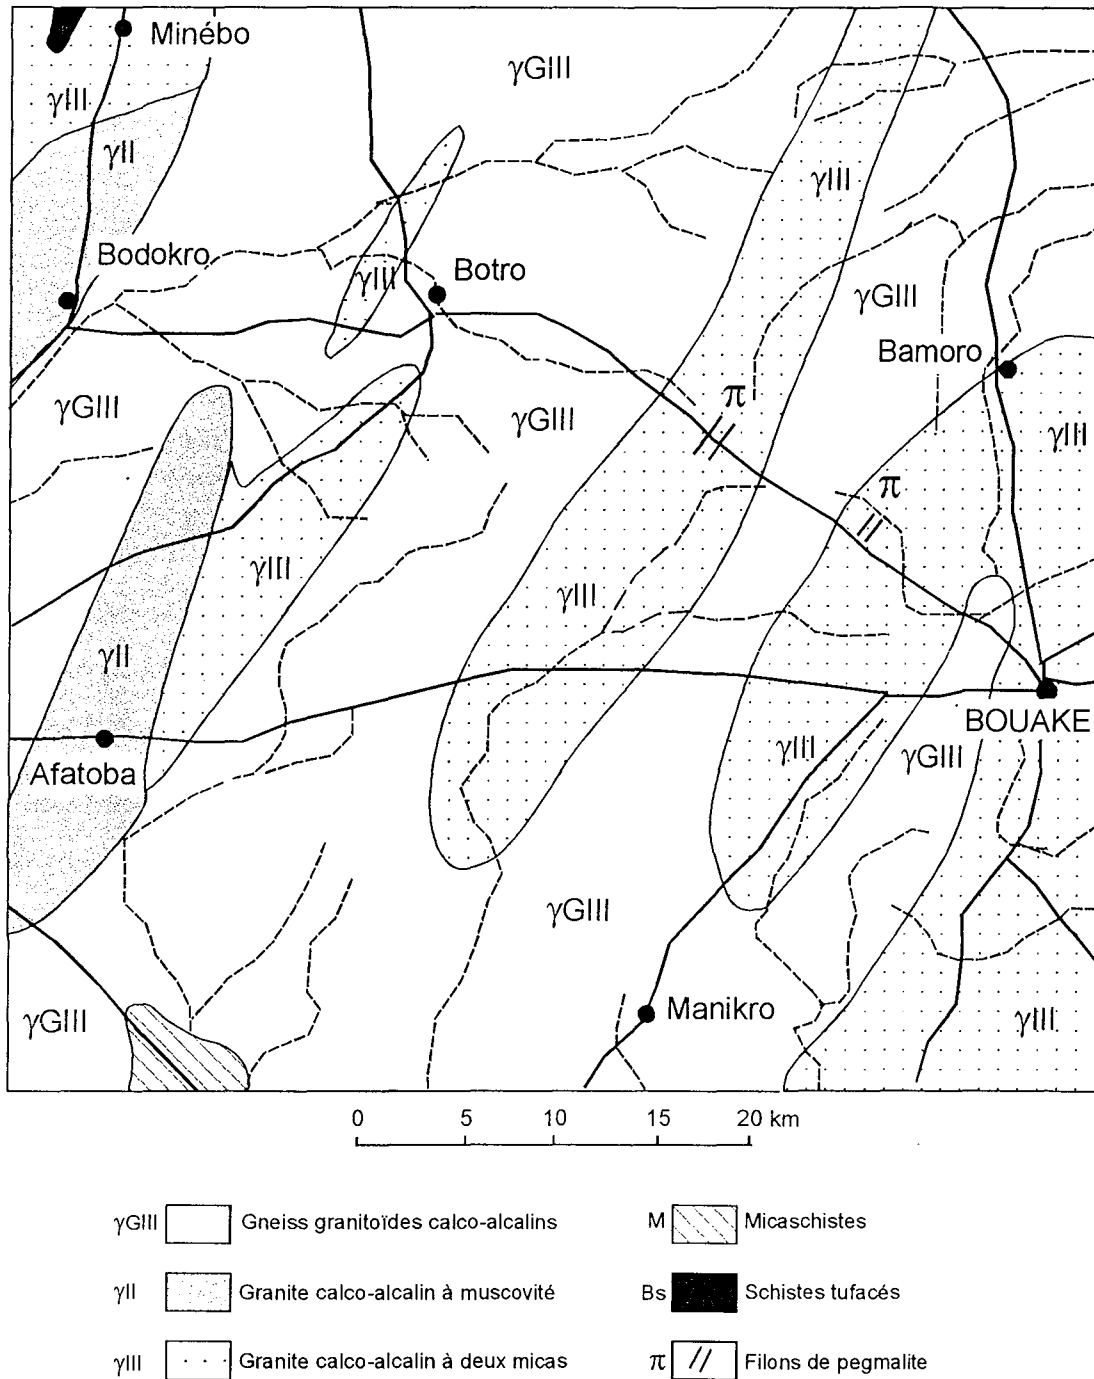 Minébo
γGIII
γIII
γII
γIII
Bodokro
Botro
γIII
γGIII
Bamoro
γGIII
γGIII
π
γIII
π
γIII
γIII
γII
BOUAKE
Afatoba
γIII
γGIII
γGIII
Manikro
γGIII
γIII
0 5 10 15 20 km
γGIII Gneiss granitoïdes calco-alcalins
M Micaschistes
γII Granite calco-alcalin à muscovité
Bs Schistes tufacés
γIII Granite calco-alcalin à deux micas
π Filons de pegmalite